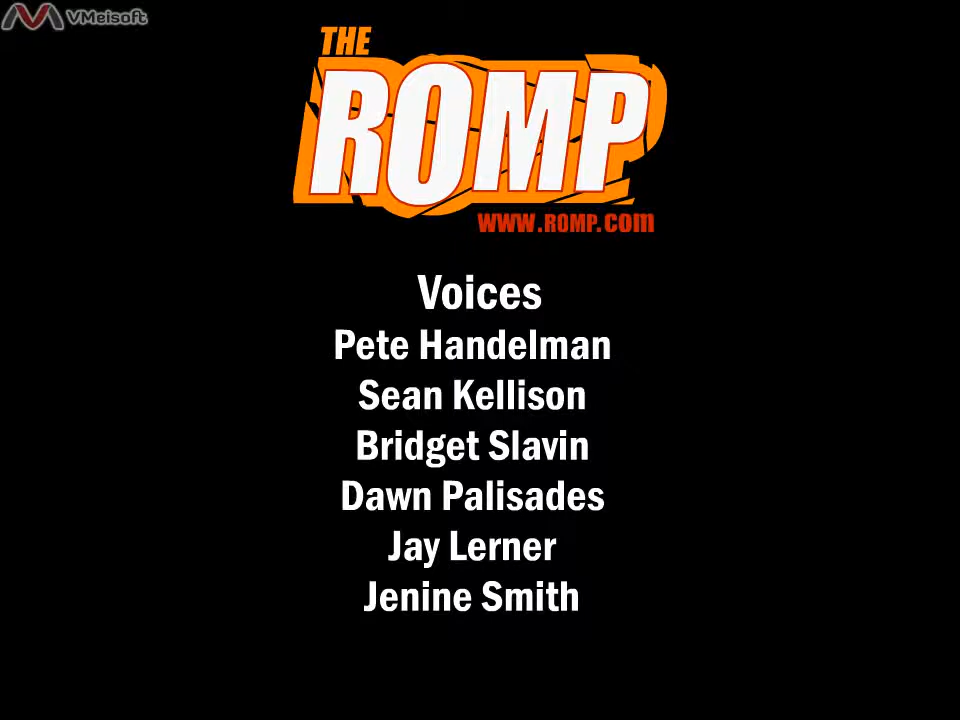 VMeisoft
THE
ROMP
www.ROMP.com
Voices
Pete Handelman
Sean Kellison
Bridget Slavin
Dawn Palisades
Jay Lerner
Jenine Smith